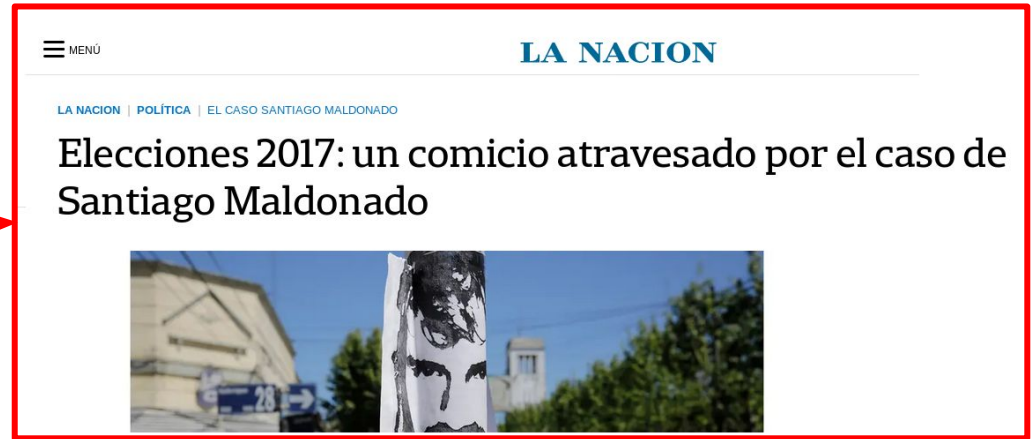 MENÚ
LA NACION
LA NACION | POLÍTICA | EL CASO SANTIAGO MALDONADO
Elecciones 2017: un comicio atravesado por el caso de
Santiago Maldonado
28